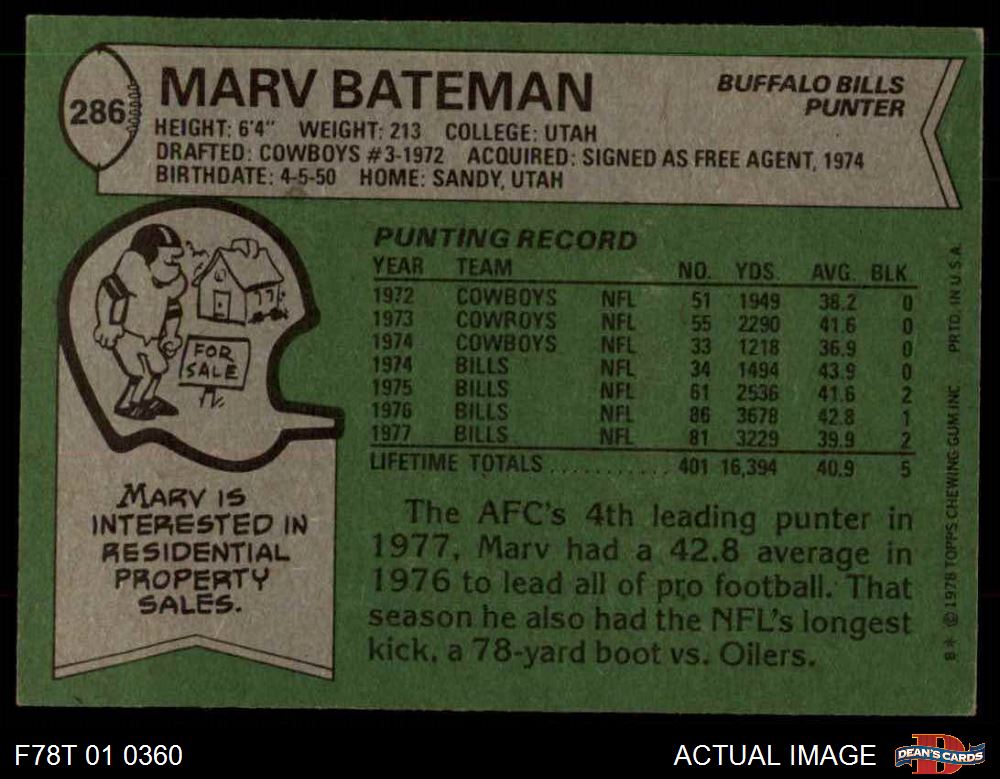 286
MARV BATEMAN
BUFFALO BILLS
PUNTER
HEIGHT: 6'4" WEIGHT: 213 COLLEGE: UTAH
DRAFTED: COWBOYS #3-1972 ACQUIRED: SIGNED AS FREE AGENT, 1974
BIRTHDATE: 4-5-50 HOME: SANDY, UTAH
FOR
SALE
MARV IS
INTERESTED IN
RESIDENTIAL
PROPERTY
SALES.
PUNTING RECORD
YEAR TEAM NO. YDS. AVG. BLK.
1972 COWBOYS NFL 51 1949 38.2 0
1973 COWBOYS NFL 55 2290 41.6 0
1974 COWBOYS NFL 33 1218 36.9 0
1974 BILLS NFL 34 1494 43.9 0
1975 BILLS NFL 61 2536 41.6 2
1976 BILLS NFL 86 3678 42.8 1
1977 BILLS NFL 81 3229 39.9 2
LIFETIME TOTALS........... 401 16,394 40.9 5
The AFC's 4th leading punter in
1977, Marv had a 42.8 average in
1976 to lead all of pro football. That
season he also had the NFL's longest
kick, a 78-yard boot vs. Oilers.
B* © 1978 TOPPS CHEWING GUM, INC. PRTD. IN U.S.A.
F78T 01 0360
ACTUAL IMAGE
DEAN'S CARDS